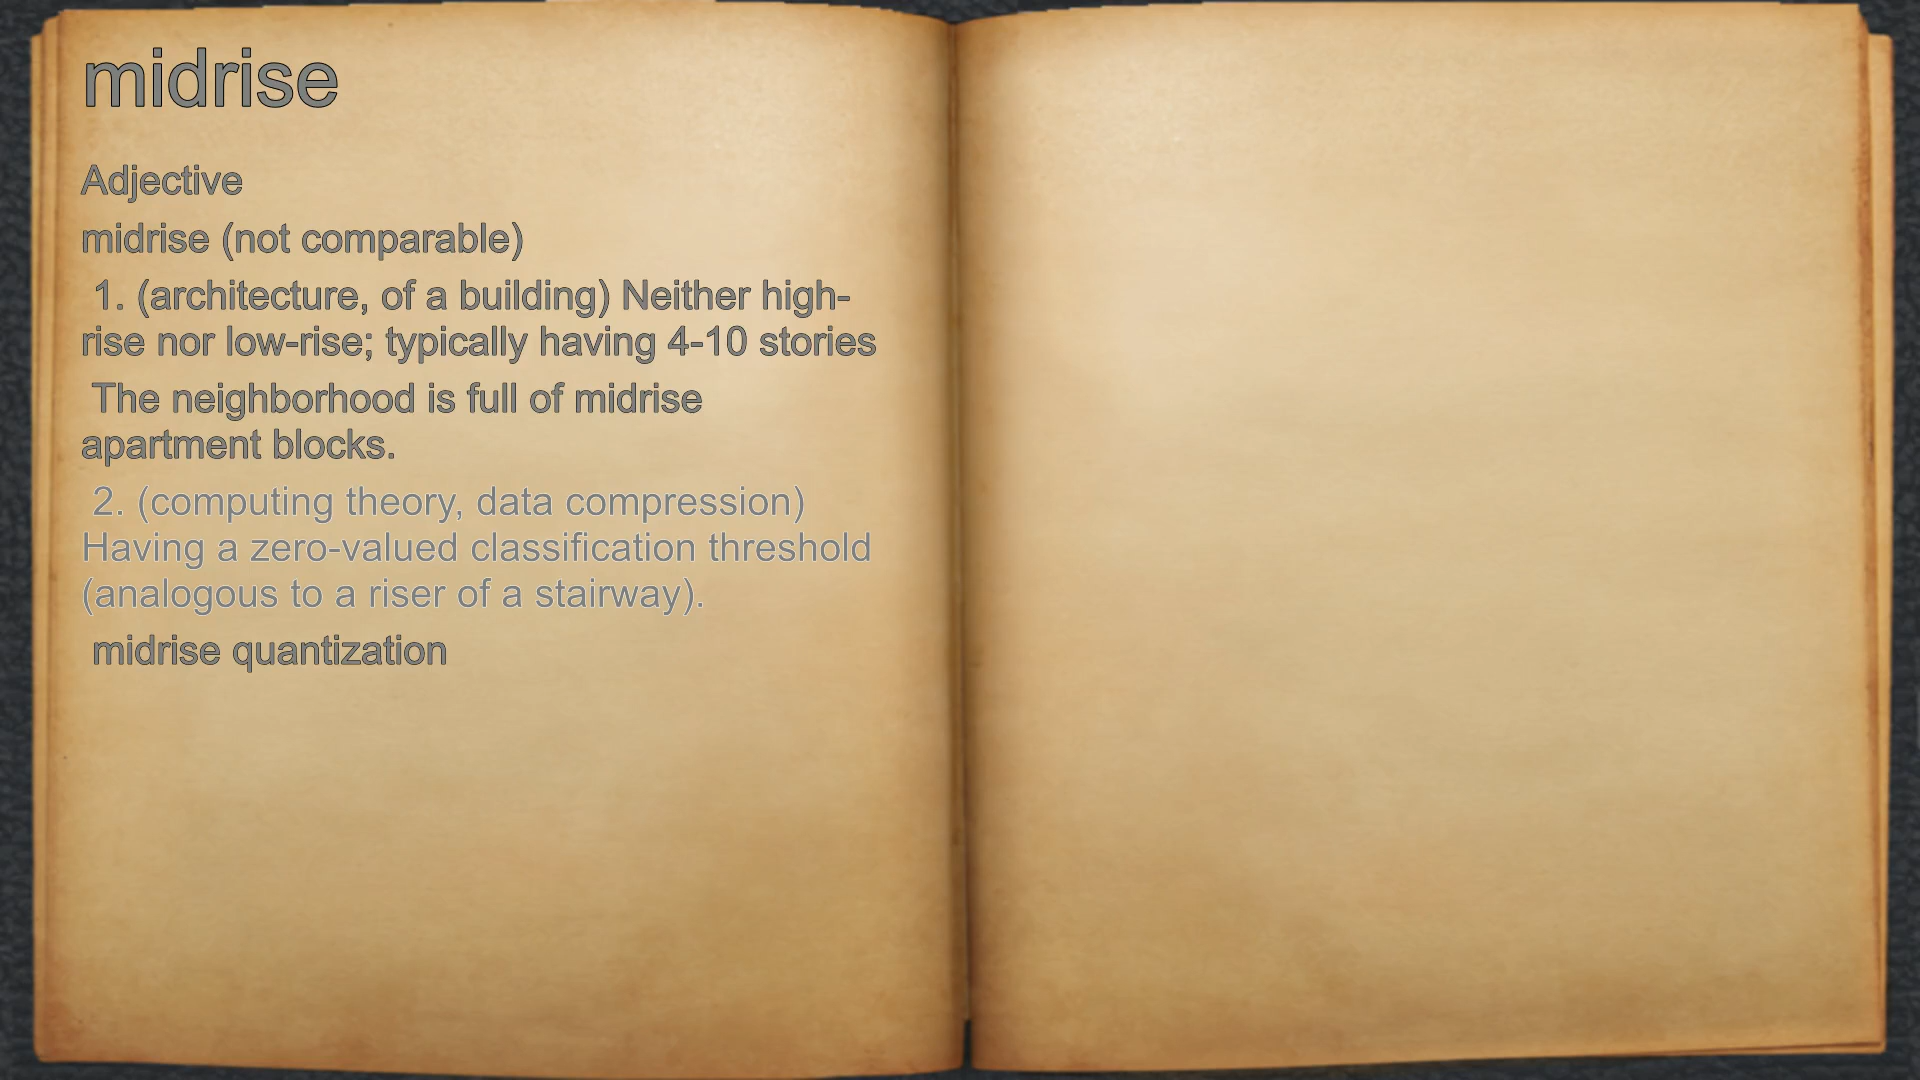 midrise
Adjective
midrise (not comparable)
1. (architecture, of a building) Neither high-
rise nor low-rise; typically having 4-10 stories
The neighborhood is full of midrise
apartment blocks.
2. (computing theory, data compression)
Having a zero-valued classification threshold
(analogous to a riser of a stairway).
midrise quantization